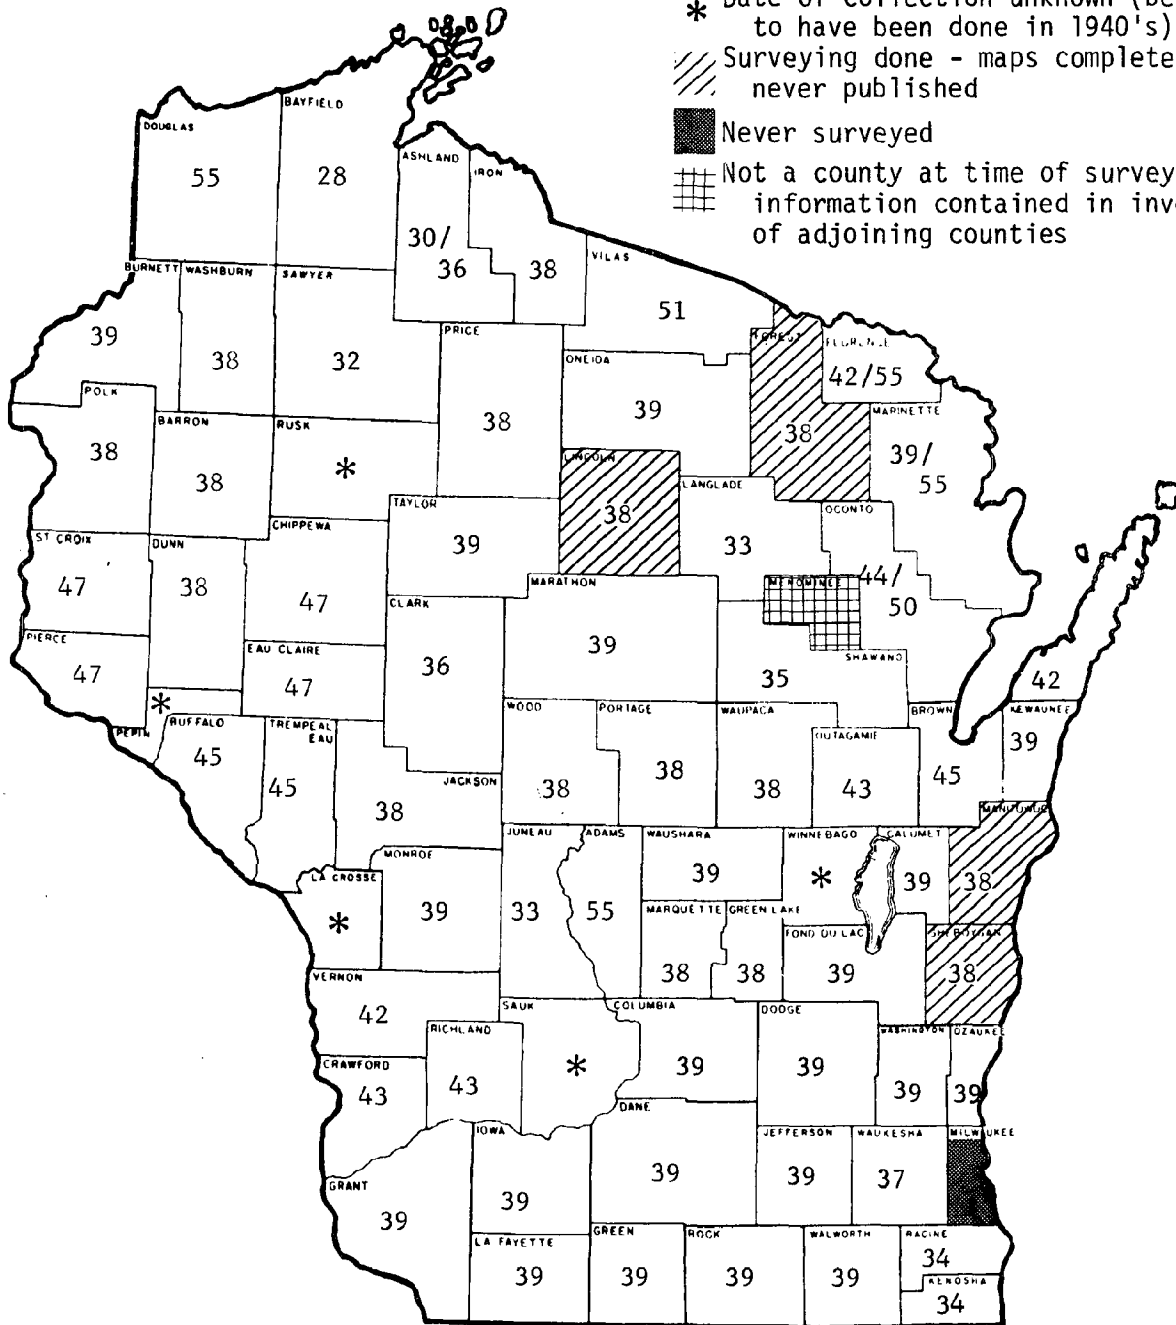 * Date of collection unknown (be
to have been done in 1940's)
Surveying done - maps complete
never published
Never surveyed
Not a county at time of survey
information contained in inv
of adjoining counties
BAYFIELD
DOUGLAS
ASHLAND
IRON
55
28
30/
36
38
VILAS
BURNETT
WASHBURN
SAWYER
51
PRICE
FOREST
FLORENCE
39
38
32
ONEIDA
42/55
POLK
39
MARINETTE
BARRON
RUSK
38
38
39/
55
38
*
38
LINCOLN
LANGLADE
TAYLOR
38
OCONTO
ST CROIX
DUNN
CHIPPEWA
39
33
47
38
47
MARATHON
MENOMINEE
44/
50
CLARK
PIERCE
EAU CLAIRE
39
36
SHAWANO
47
47
35
42
*
WOOD
PORTAGE
WAUPACA
BROWN
KEWAUNEE
PEPIN
BUFFALO
TREMPEAL
EAU
OUTAGAMIE
39
45
45
JACKSON
38
38
38
43
45
38
MANITOWOC
JUNEAU
ADAMS
WAUSHARA
WINNEBAGO
CALUMET
MONROE
LA CROSSE
39
*
39
38
*
39
33
55
MARQUETTE
GREEN LAKE
FOND DU LAC
SHEBOYGAN
38
38
39
38
VERNON
SAUK
COLUMBIA
DODGE
42
RICHLAND
WASHINGTON
OZAUKEE
CRAWFORD
*
39
39
43
43
39
39
DANE
IOWA
JEFFERSON
WAUKESHA
MILWAUKEE
GRANT
39
39
39
37
39
LA FAYETTE
GREEN
ROCK
WALWORTH
RACINE
34
39
39
39
39
KENOSHA
34